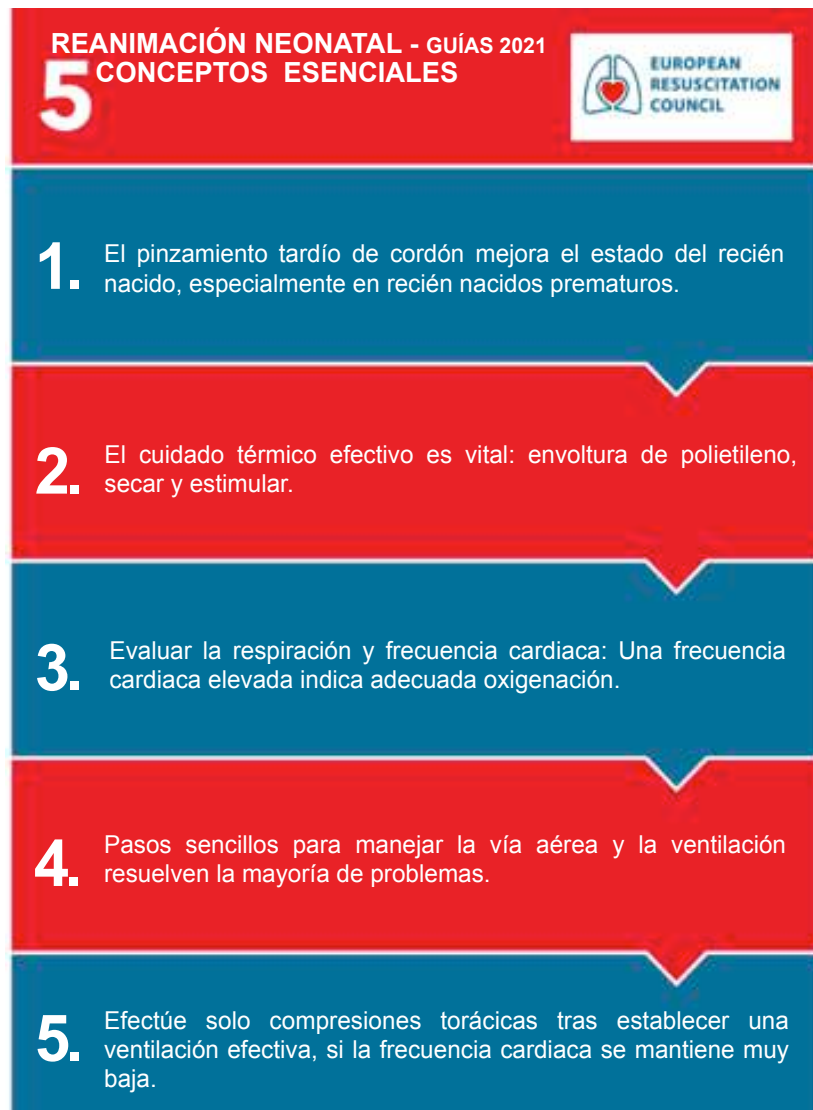 REANIMACIÓN NEONATAL - GUÍAS 2021
5 CONCEPTOS ESENCIALES
EUROPEAN
RESUSCITATION
COUNCIL
1. El pinzamiento tardío de cordón mejora el estado del recién
nacido, especialmente en recién nacidos prematuros.
2. El cuidado térmico efectivo es vital: envoltura de polietileno,
secar y estimular.
3. Evaluar la respiración y frecuencia cardiaca: Una frecuencia
cardiaca elevada indica adecuada oxigenación.
4. Pasos sencillos para manejar la vía aérea y la ventilación
resuelven la mayoría de problemas.
5. Efectúe solo compresiones torácicas tras establecer una
ventilación efectiva, si la frecuencia cardiaca se mantiene muy
baja.